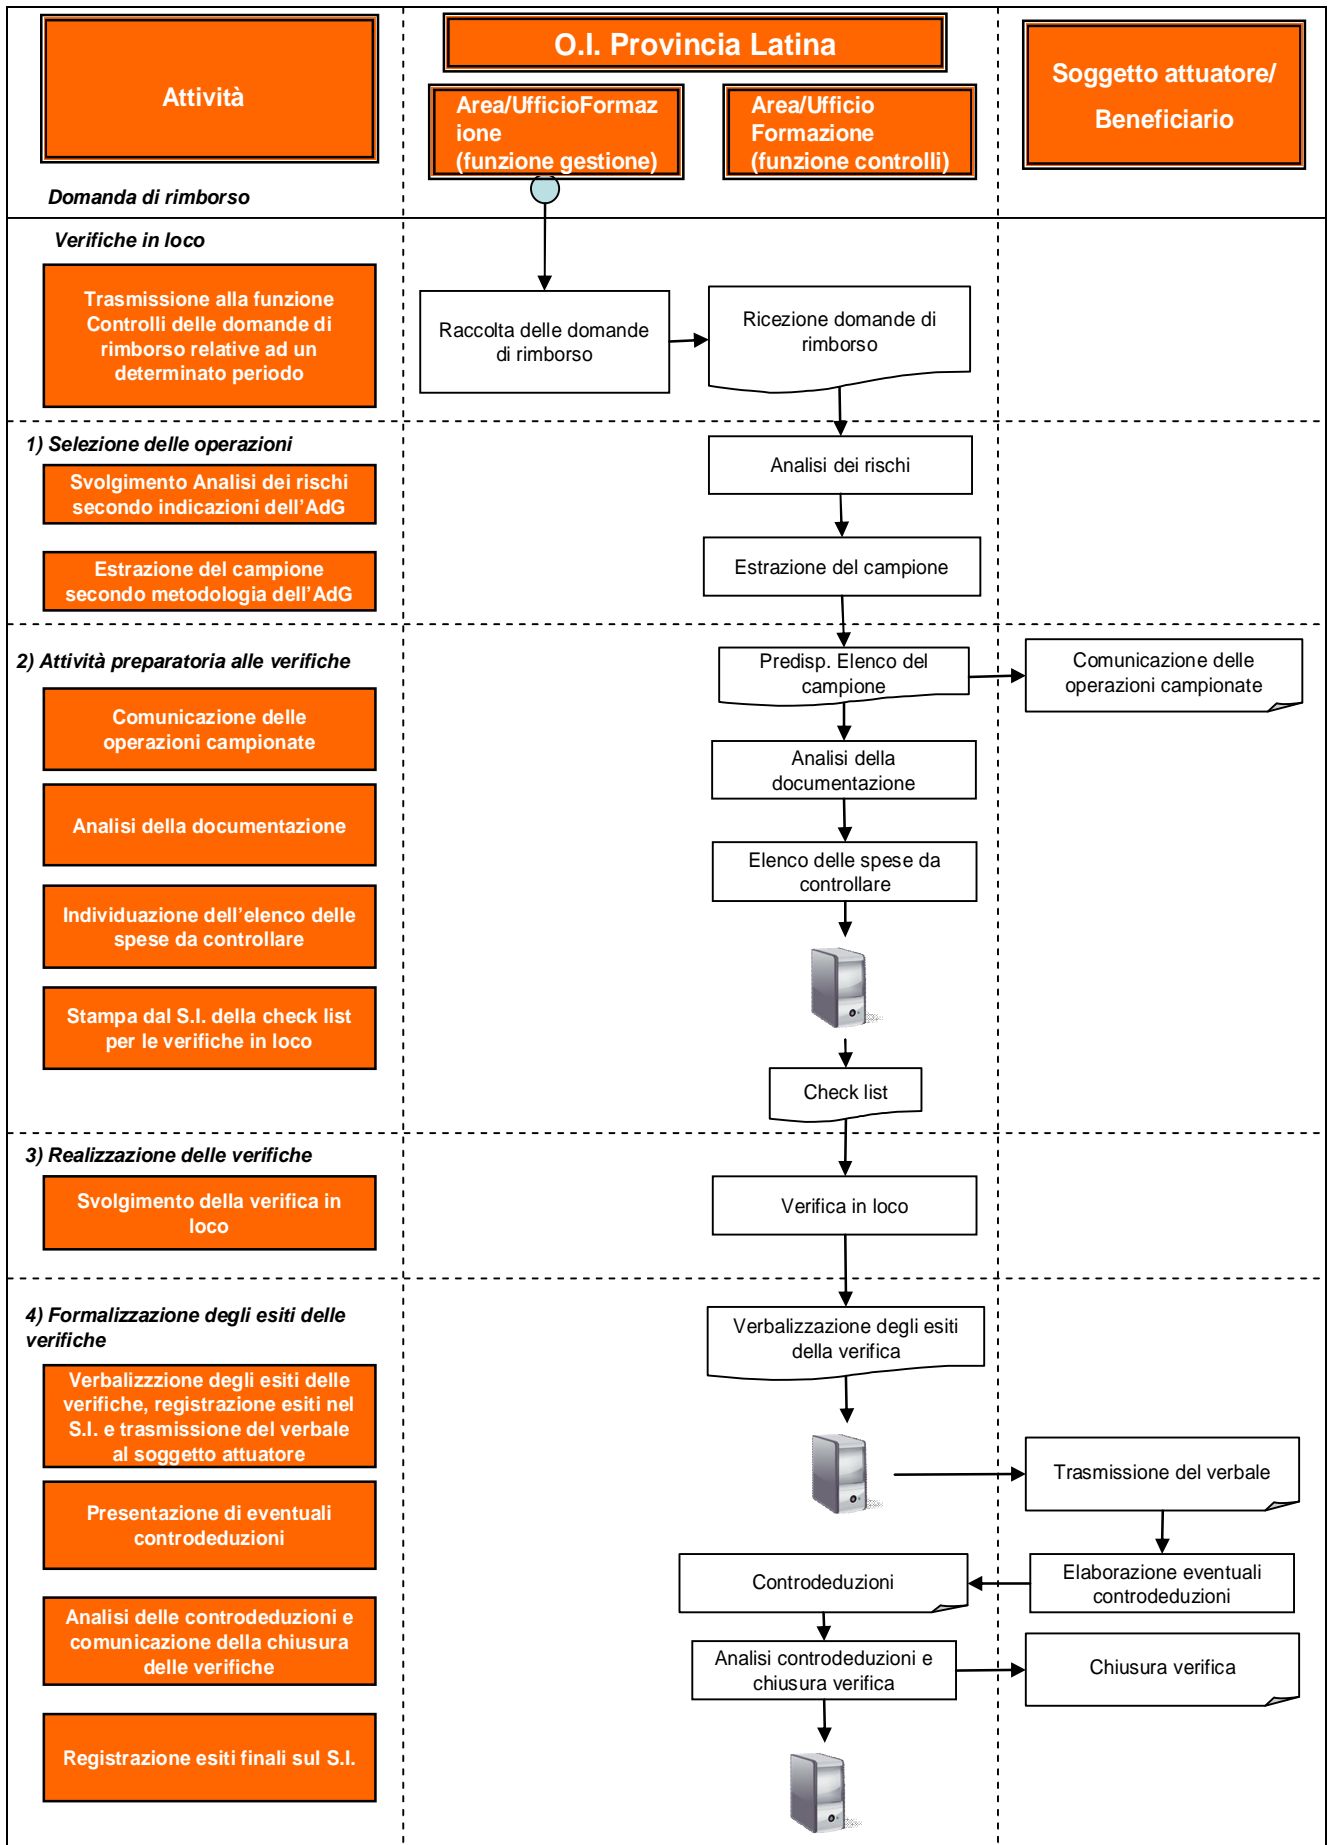 Attività
O.I. Provincia Latina
Area/UfficioFormaz
ione
(funzione gestione)
Area/Ufficio
Formazione
(funzione controlli)
Soggetto attuatore/
Beneficiario
Domanda di rimborso
Verifiche in loco
Trasmissione alla funzione
Controlli delle domande di
rimborso relative ad un
determinato periodo
Raccolta delle domande
di rimborso
Ricezione domande di
rimborso
1) Selezione delle operazioni
Svolgimento Analisi dei rischi
secondo indicazioni dell'AdG
Analisi dei rischi
Estrazione del campione
secondo metodologia dell'AdG
Estrazione del campione
2) Attività preparatoria alle verifiche
Predisp. Elenco del
campione
Comunicazione delle
operazioni campionate
Comunicazione delle
operazioni campionate
Analisi della
documentazione
Analisi della documentazione
Elenco delle spese da
controllare
Individuazione dell'elenco delle
spese da controllare
Stampa dal S.I. della check list
per le verifiche in loco
Check list
3) Realizzazione delle verifiche
Svolgimento della verifica in
loco
Verifica in loco
4) Formalizzazione degli esiti delle
verifiche
Verbalizzazione degli esiti
della verifica
Verbalizzzione degli esiti delle
verifiche, registrazione esiti nel
S.I. e trasmissione del verbale
al soggetto attuatore
Trasmissione del verbale
Presentazione di eventuali
controdeduzioni
Controdeduzioni
Elaborazione eventuali
controdeduzioni
Analisi delle controdeduzioni e
comunicazione della chiusura
delle verifiche
Analisi controdeduzioni e
chiusura verifica
Chiusura verifica
Registrazione esiti finali sul S.I.